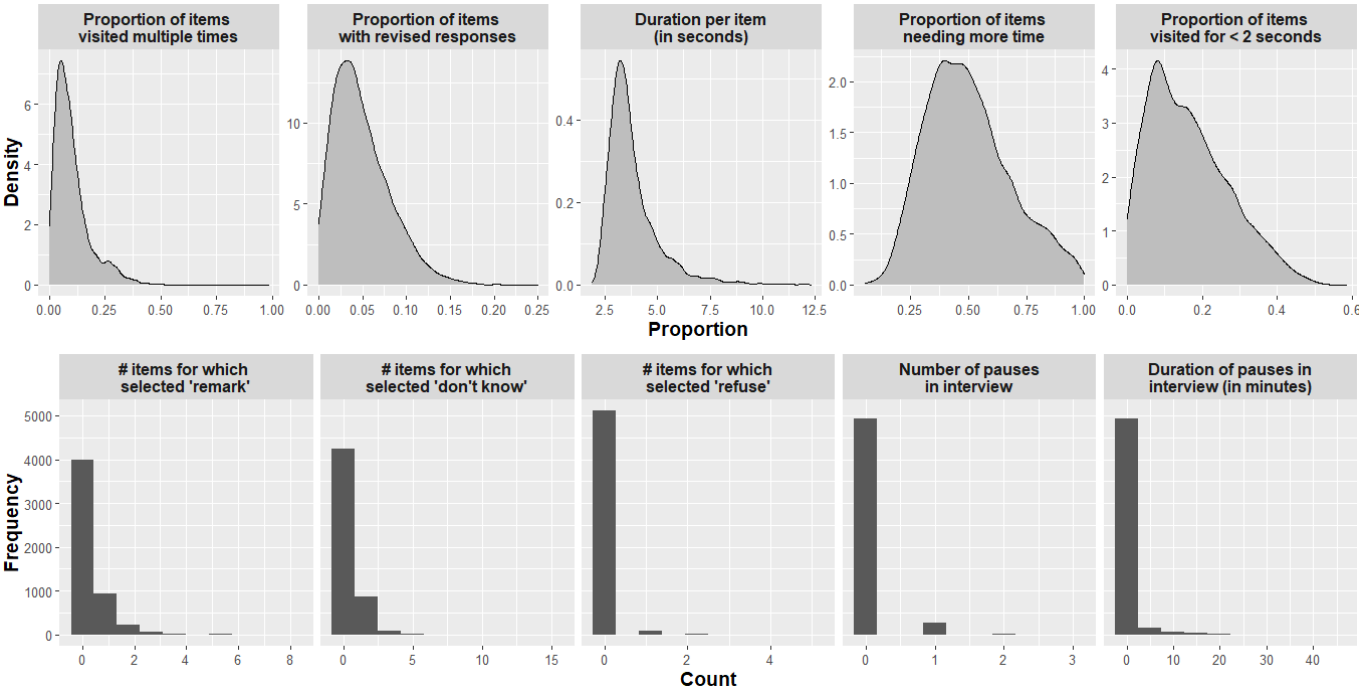 Proportion of items
visited multiple times
Proportion of items
with revised responses
Duration per item
(in seconds)
Proportion of items
needing more time
Proportion of items
visited for < 2 seconds
Density
6
4
2
0
10
5
0
0.4
0.2
0.0
2.0
1.5
1.0
0.5
0.0
4
3
2
1
0
0.00 0.25 0.50 0.75 1.00
0.00 0.05 0.10 0.15 0.20 0.25
2.5 5.0 7.5 10.0 12.5
0.25 0.50 0.75 1.00
0.0 0.2 0.4 0.6
Proportion
# items for which
selected 'remark'
# items for which
selected 'don't know'
# items for which
selected 'refuse'
Number of pauses
in interview
Duration of pauses in
interview (in minutes)
Frequency
5000
4000
3000
2000
1000
0
0 2 4 6 8
0 5 10 15
0 2 4
0 1 2 3
0 10 20 30 40
Count